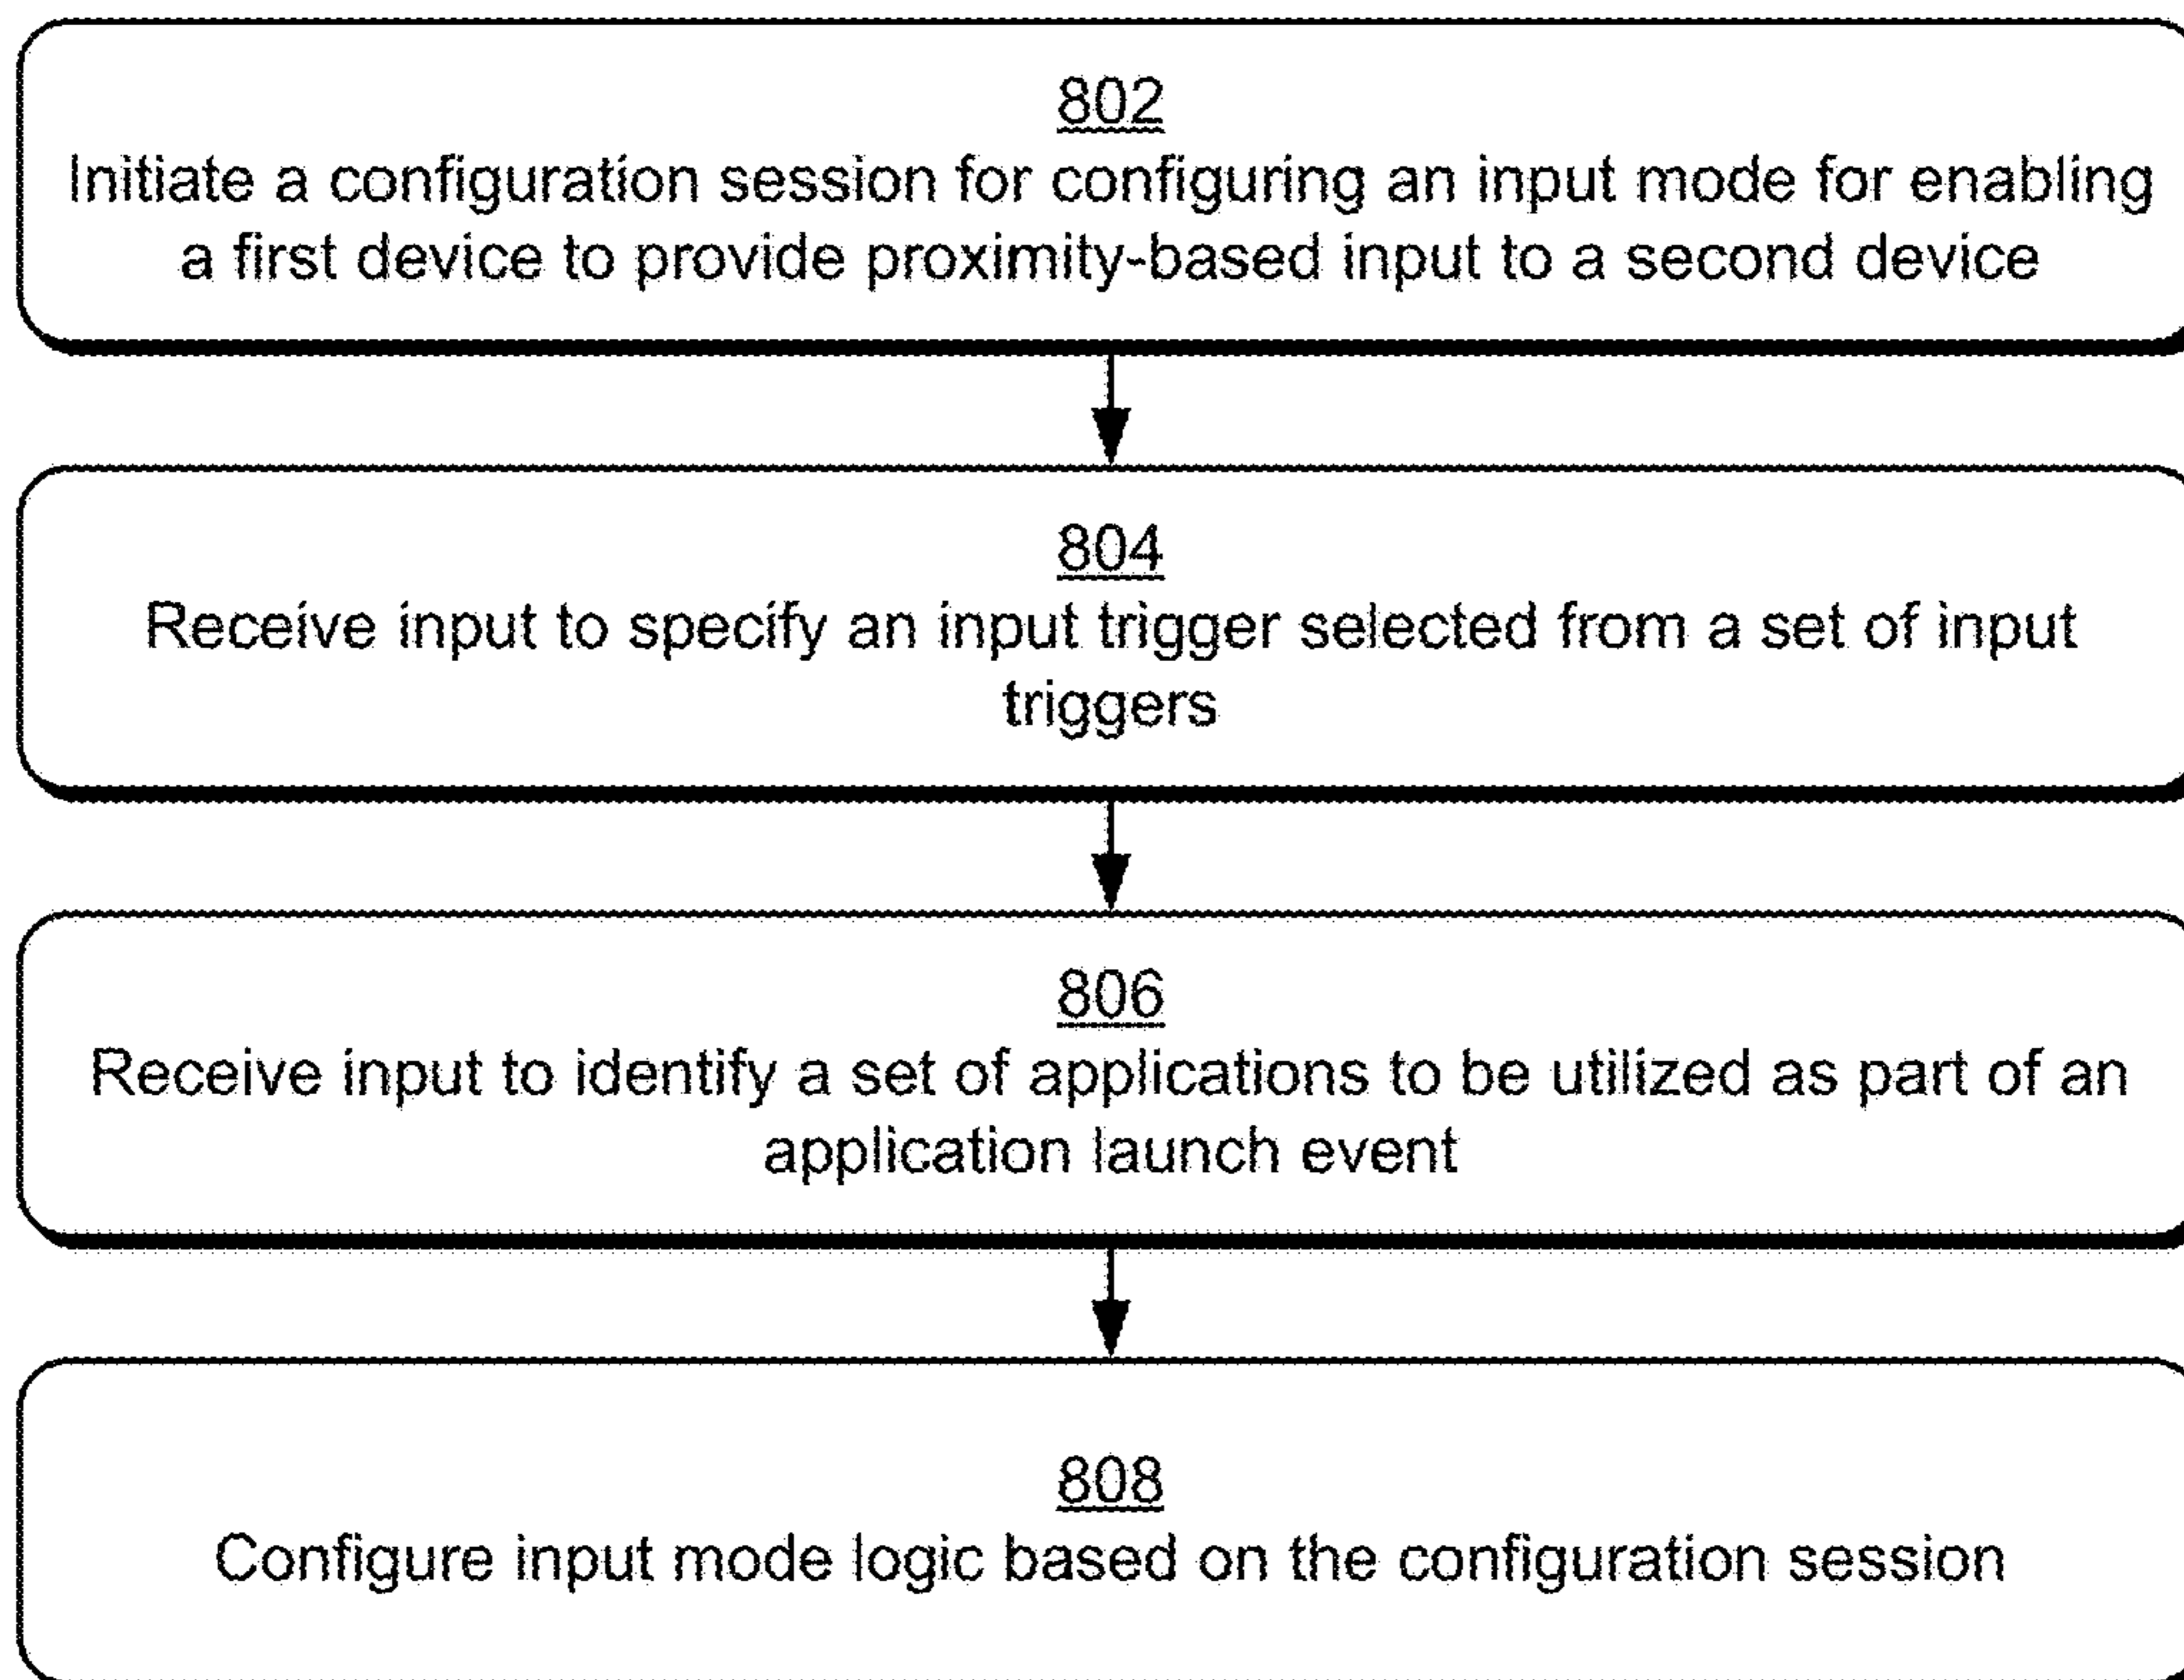 802
Initiate a configuration session for configuring an input mode for enabling
a first device to provide proximity-based input to a second device
804
Receive input to specify an input trigger selected from a set of input
triggers
806
Receive input to identify a set of applications to be utilized as part of an
application launch event
808
Configure input mode logic based on the configuration session